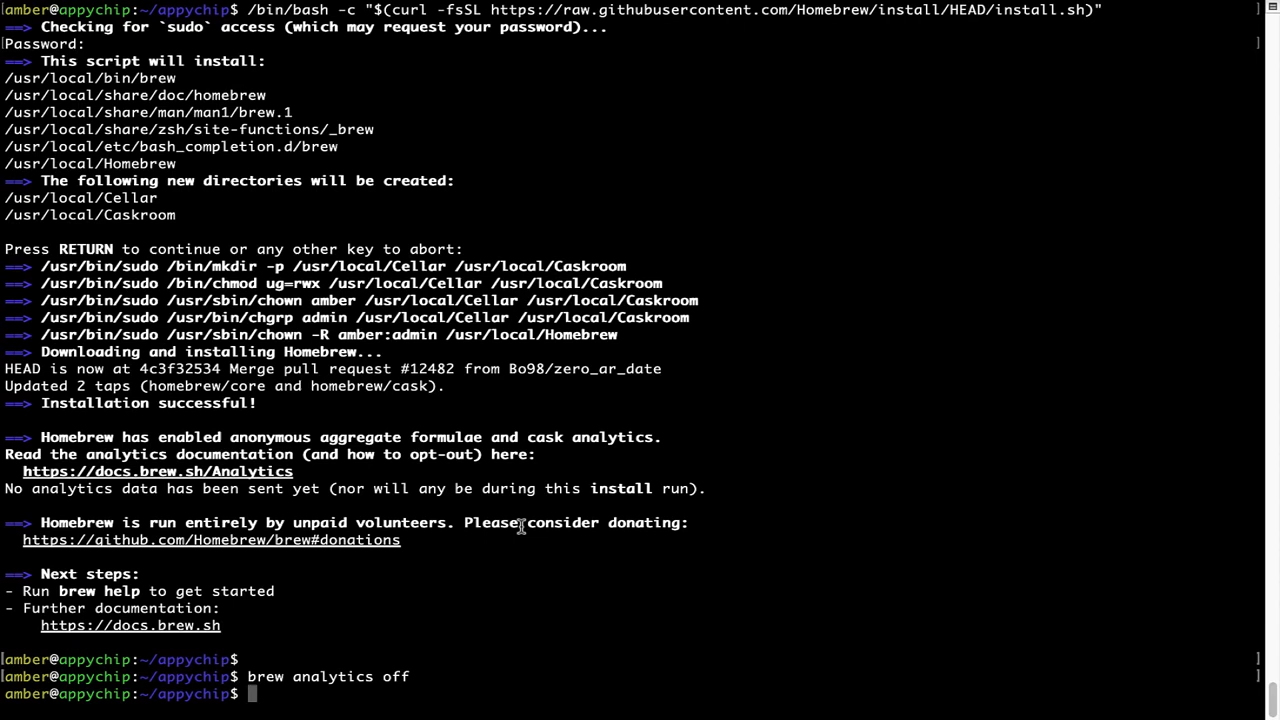 [amber@appychip:~/appychip$ /bin/bash -c "$(curl -fsSL https://raw.githubusercontent.com/Homebrew/install/HEAD/install.sh)" ]
==> Checking for `sudo` access (which may request your password)...
[Password: ]
==> This script will install:
/usr/local/bin/brew
/usr/local/share/doc/homebrew
/usr/local/share/man/man1/brew.1
/usr/local/share/zsh/site-functions/_brew
/usr/local/etc/bash_completion.d/brew
/usr/local/Homebrew
==> The following new directories will be created:
/usr/local/Cellar
/usr/local/Caskroom
Press RETURN to continue or any other key to abort:
==> /usr/bin/sudo /bin/mkdir -p /usr/local/Cellar /usr/local/Caskroom
==> /usr/bin/sudo /bin/chmod ug=rwx /usr/local/Cellar /usr/local/Caskroom
==> /usr/bin/sudo /usr/sbin/chown amber /usr/local/Cellar /usr/local/Caskroom
==> /usr/bin/sudo /usr/bin/chgrp admin /usr/local/Cellar /usr/local/Caskroom
==> /usr/bin/sudo /usr/sbin/chown -R amber:admin /usr/local/Homebrew
==> Downloading and installing Homebrew...
HEAD is now at 4c3f32534 Merge pull request #12482 from Bo98/zero_ar_date
Updated 2 taps (homebrew/core and homebrew/cask).
==> Installation successful!
==> Homebrew has enabled anonymous aggregate formulae and cask analytics.
Read the analytics documentation (and how to opt-out) here:
https://docs.brew.sh/Analytics
No analytics data has been sent yet (nor will any be during this install run).
==> Homebrew is run entirely by unpaid volunteers. Please consider donating:
https://github.com/Homebrew/brew#donations
==> Next steps:
- Run brew help to get started
- Further documentation:
https://docs.brew.sh
[amber@appychip:~/appychip$ ]
[amber@appychip:~/appychip$ brew analytics off ]
amber@appychip:~/appychip$